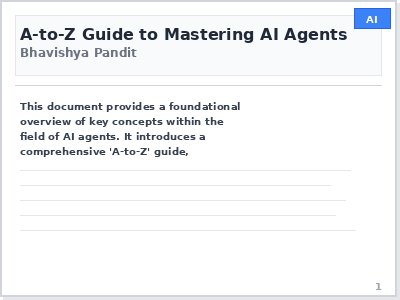 AI
A-to-Z Guide to Mastering AI Agents
Bhavishya Pandit
This document provides a foundational
overview of key concepts within the
field of AI agents. It introduces a
comprehensive 'A-to-Z' guide,
1